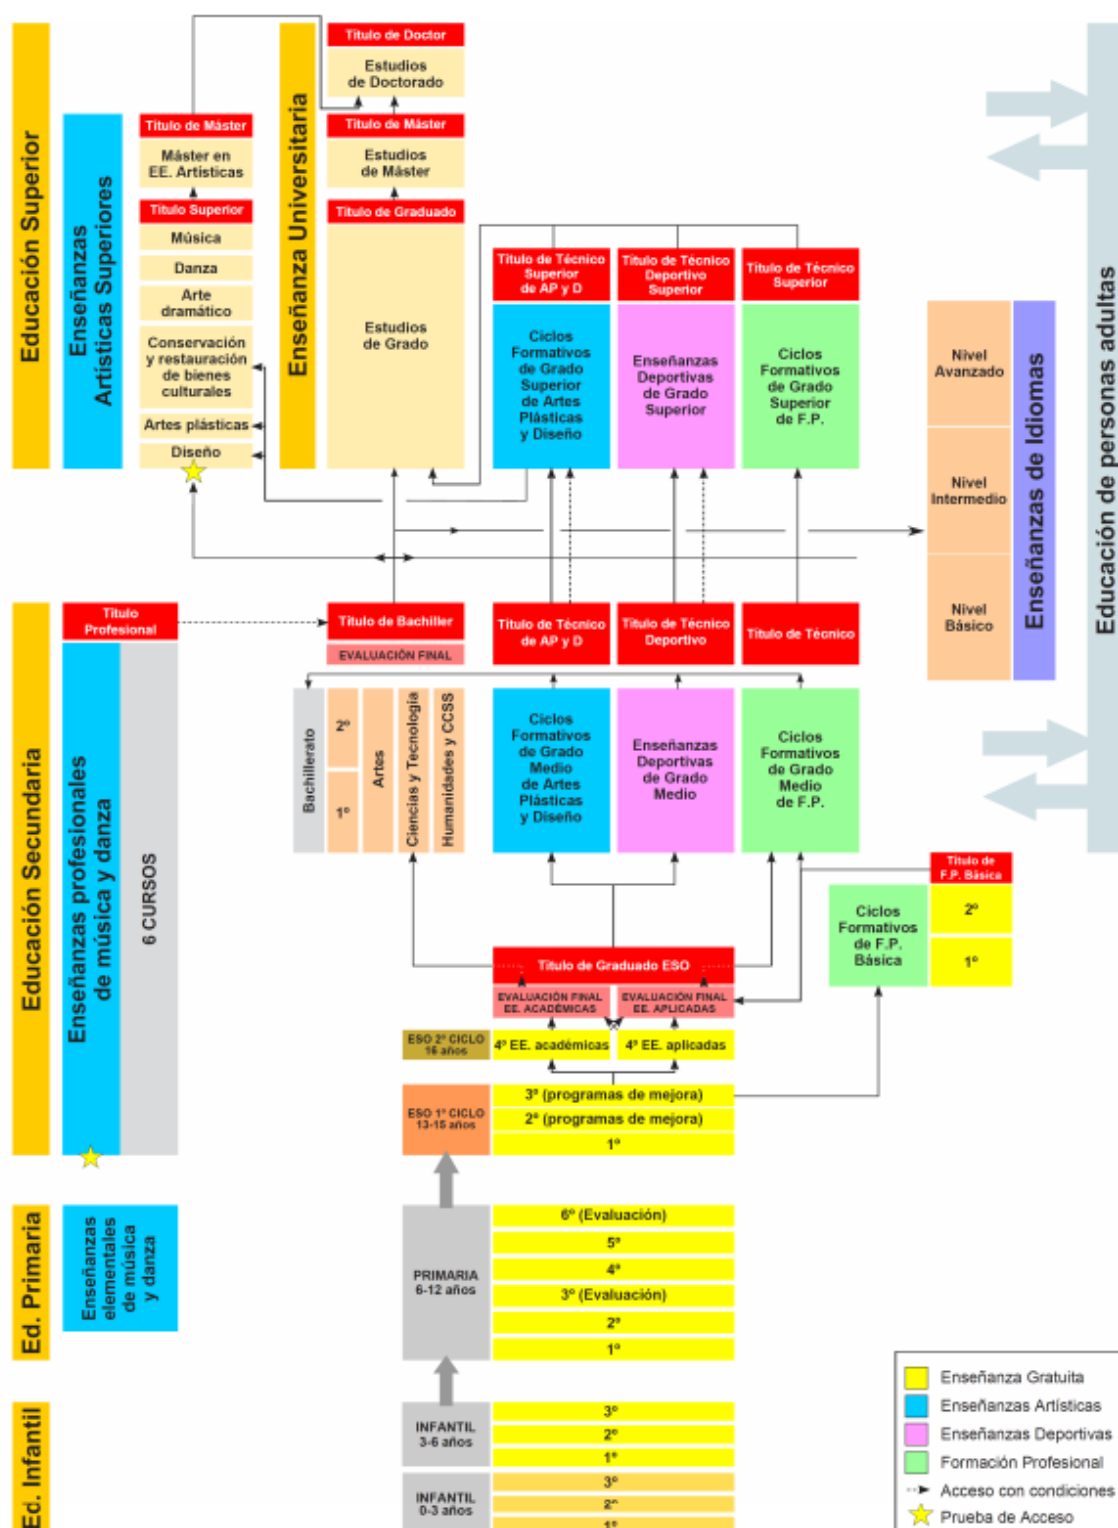 Educación Superior
Enseñanzas
Artísticas Superiores
Título de Máster
Máster en
EE. Artísticas
Título Superior
Música
Danza
Arte
dramático
Conservación
y restauración
de bienes
culturales
Artes plásticas
Diseño
Enseñanza Universitaria
Título de Doctor
Estudios
de Doctorado
Título de Máster
Estudios
de Máster
Título de Graduado
Estudios
de Grado
Título de Técnico
Superior
de AP y D
Ciclos
Formativos
de Grado
Superior
de Artes
Plásticas
y Diseño
Título de Técnico
Deportivo
Superior
Enseñanzas
Deportivas
de Grado
Superior
Título de Técnico
Superior
Ciclos
Formativos
de Grado
Superior
de F.P.
Nivel
Avanzado
Nivel
Intermedio
Nivel
Básico
Enseñanzas de Idiomas
Educación de personas adultas
Educación Secundaria
Título
Profesional
Enseñanzas profesionales
de música y danza
6 CURSOS
Título de Bachiller
EVALUACIÓN FINAL
Bachillerato
2º
1º
Artes
Ciencias y Tecnología
Humanidades y CCSS
Título de Técnico
de AP y D
Ciclos
Formativos
de Grado
Medio
de Artes
Plásticas
y Diseño
Título de Técnico
Deportivo
Enseñanzas
Deportivas
de Grado
Medio
Título de Técnico
Ciclos
Formativos
de Grado
Medio
de F.P.
Título de
F.P. Básica
Ciclos
Formativos
de F.P.
Básica
2º
1º
Título de Graduado ESO
EVALUACIÓN FINAL
EE. ACADÉMICAS
EVALUACIÓN FINAL
EE. APLICADAS
ESO 2º CICLO
16 años
4º EE. académicas
4º EE. aplicadas
ESO 1º CICLO
13-15 años
3º (programas de mejora)
2º (programas de mejora)
1º
Ed. Primaria
Enseñanzas
elementales
de música
y danza
PRIMARIA
6-12 años
6º (Evaluación)
5º
4º
3º (Evaluación)
2º
1º
Ed. Infantil
INFANTIL
3-6 años
3º
2º
1º
INFANTIL
0-3 años
3º
2º
1º
Enseñanza Gratuita
Enseñanzas Artísticas
Enseñanzas Deportivas
Formación Profesional
Acceso con condiciones
Prueba de Acceso